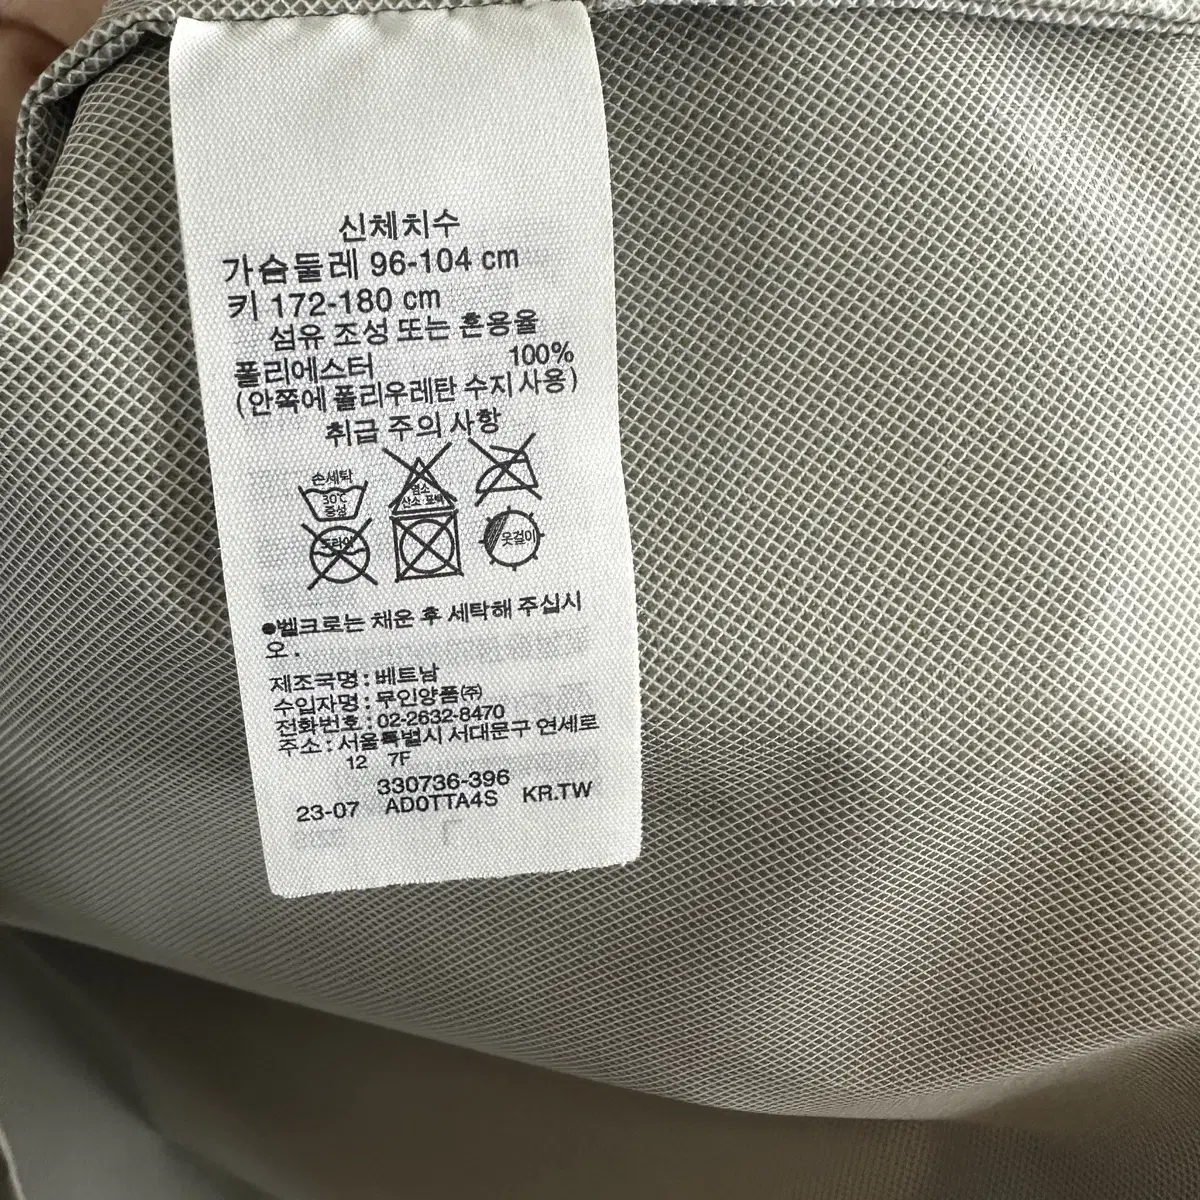 신체치수
가슴둘레 96-104 cm
키 172-180 cm
섬유 조성 또는 혼용율
폴리에스터 100%
(안쪽에 폴리우레탄 수지 사용)
취급 주의 사항
손세탁
30℃
중성
염소
산소 표백
드라이
옷걸이
●벨크로는 채운 후 세탁해 주십시
오.
제조국명 : 베트남
수입자명 : 무인양품㈜
전화번호 : 02-2632-8470
주소 : 서울특별시 서대문구 연세로
12 7F
330736-396
23-07 AD0TTA4S KR.TW